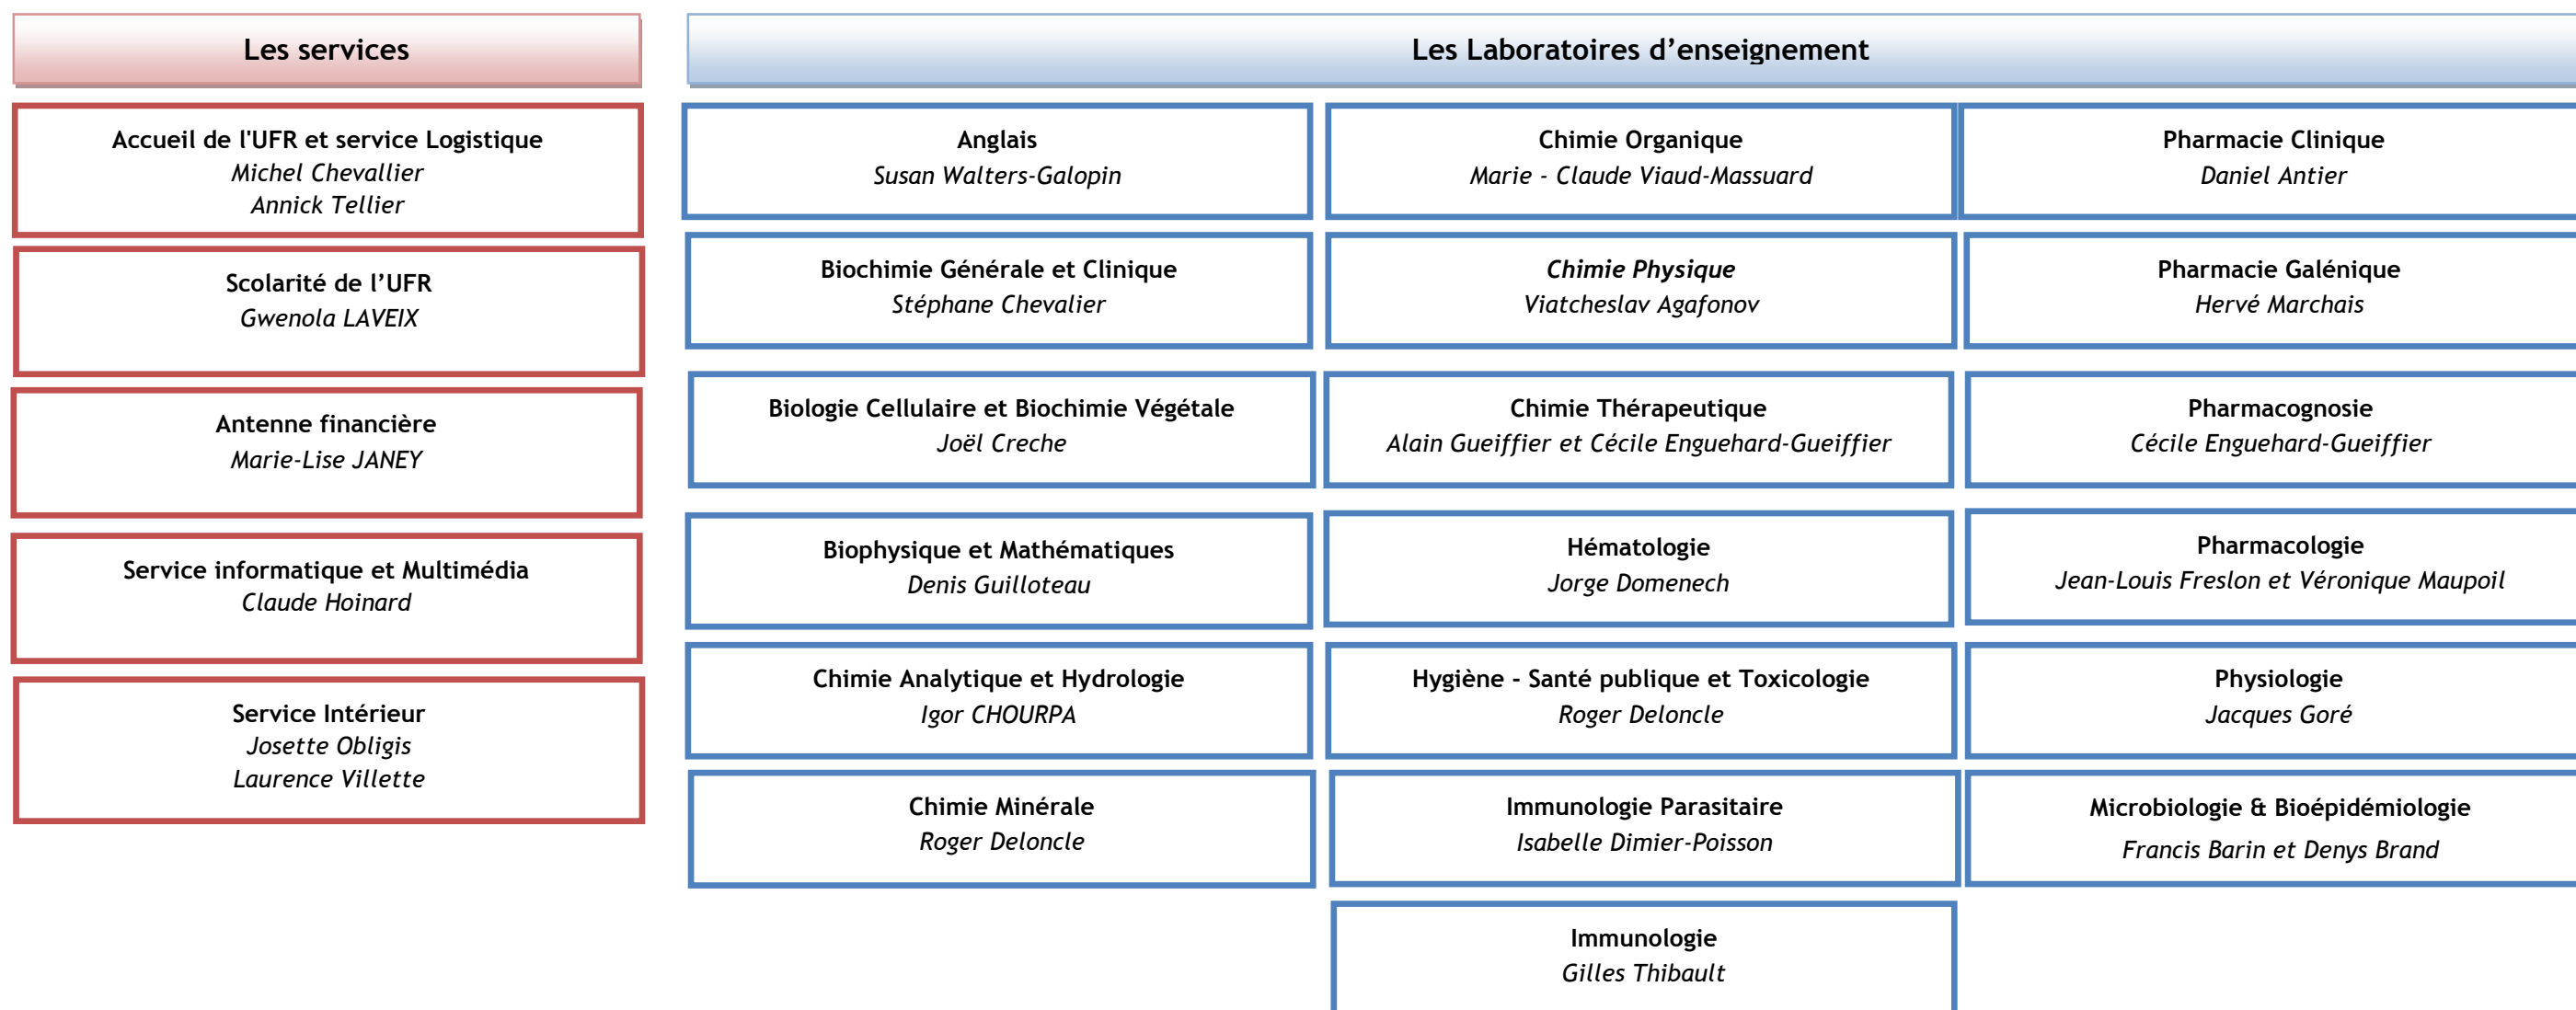 Les services
Accueil de l'UFR et service Logistique
Michel Chevallier
Annick Tellier
Scolarité de l’UFR
Gwenola LAVEIX
Antenne financière
Marie-Lise JANEY
Service informatique et Multimédia
Claude Hoinard
Service Intérieur
Josette Obligis
Laurence Villette
Les Laboratoires d’enseignement
Anglais
Susan Walters-Galopin
Biochimie Générale et Clinique
Stéphane Chevalier
Biologie Cellulaire et Biochimie Végétale
Joël Creche
Biophysique et Mathématiques
Denis Guilloteau
Chimie Analytique et Hydrologie
Igor CHOURPA
Chimie Minérale
Roger Deloncle
Chimie Organique
Marie - Claude Viaud-Massuard
Chimie Physique
Viatcheslav Agafonov
Chimie Thérapeutique
Alain Gueiffier et Cécile Enguehard-Gueiffier
Hématologie
Jorge Domenech
Hygiène - Santé publique et Toxicologie
Roger Deloncle
Immunologie Parasitaire
Isabelle Dimier-Poisson
Immunologie
Gilles Thibault
Pharmacie Clinique
Daniel Antier
Pharmacie Galénique
Hervé Marchais
Pharmacognosie
Cécile Enguehard-Gueiffier
Pharmacologie
Jean-Louis Freslon et Véronique Maupoil
Physiologie
Jacques Goré
Microbiologie & Bioépidémiologie
Francis Barin et Denys Brand